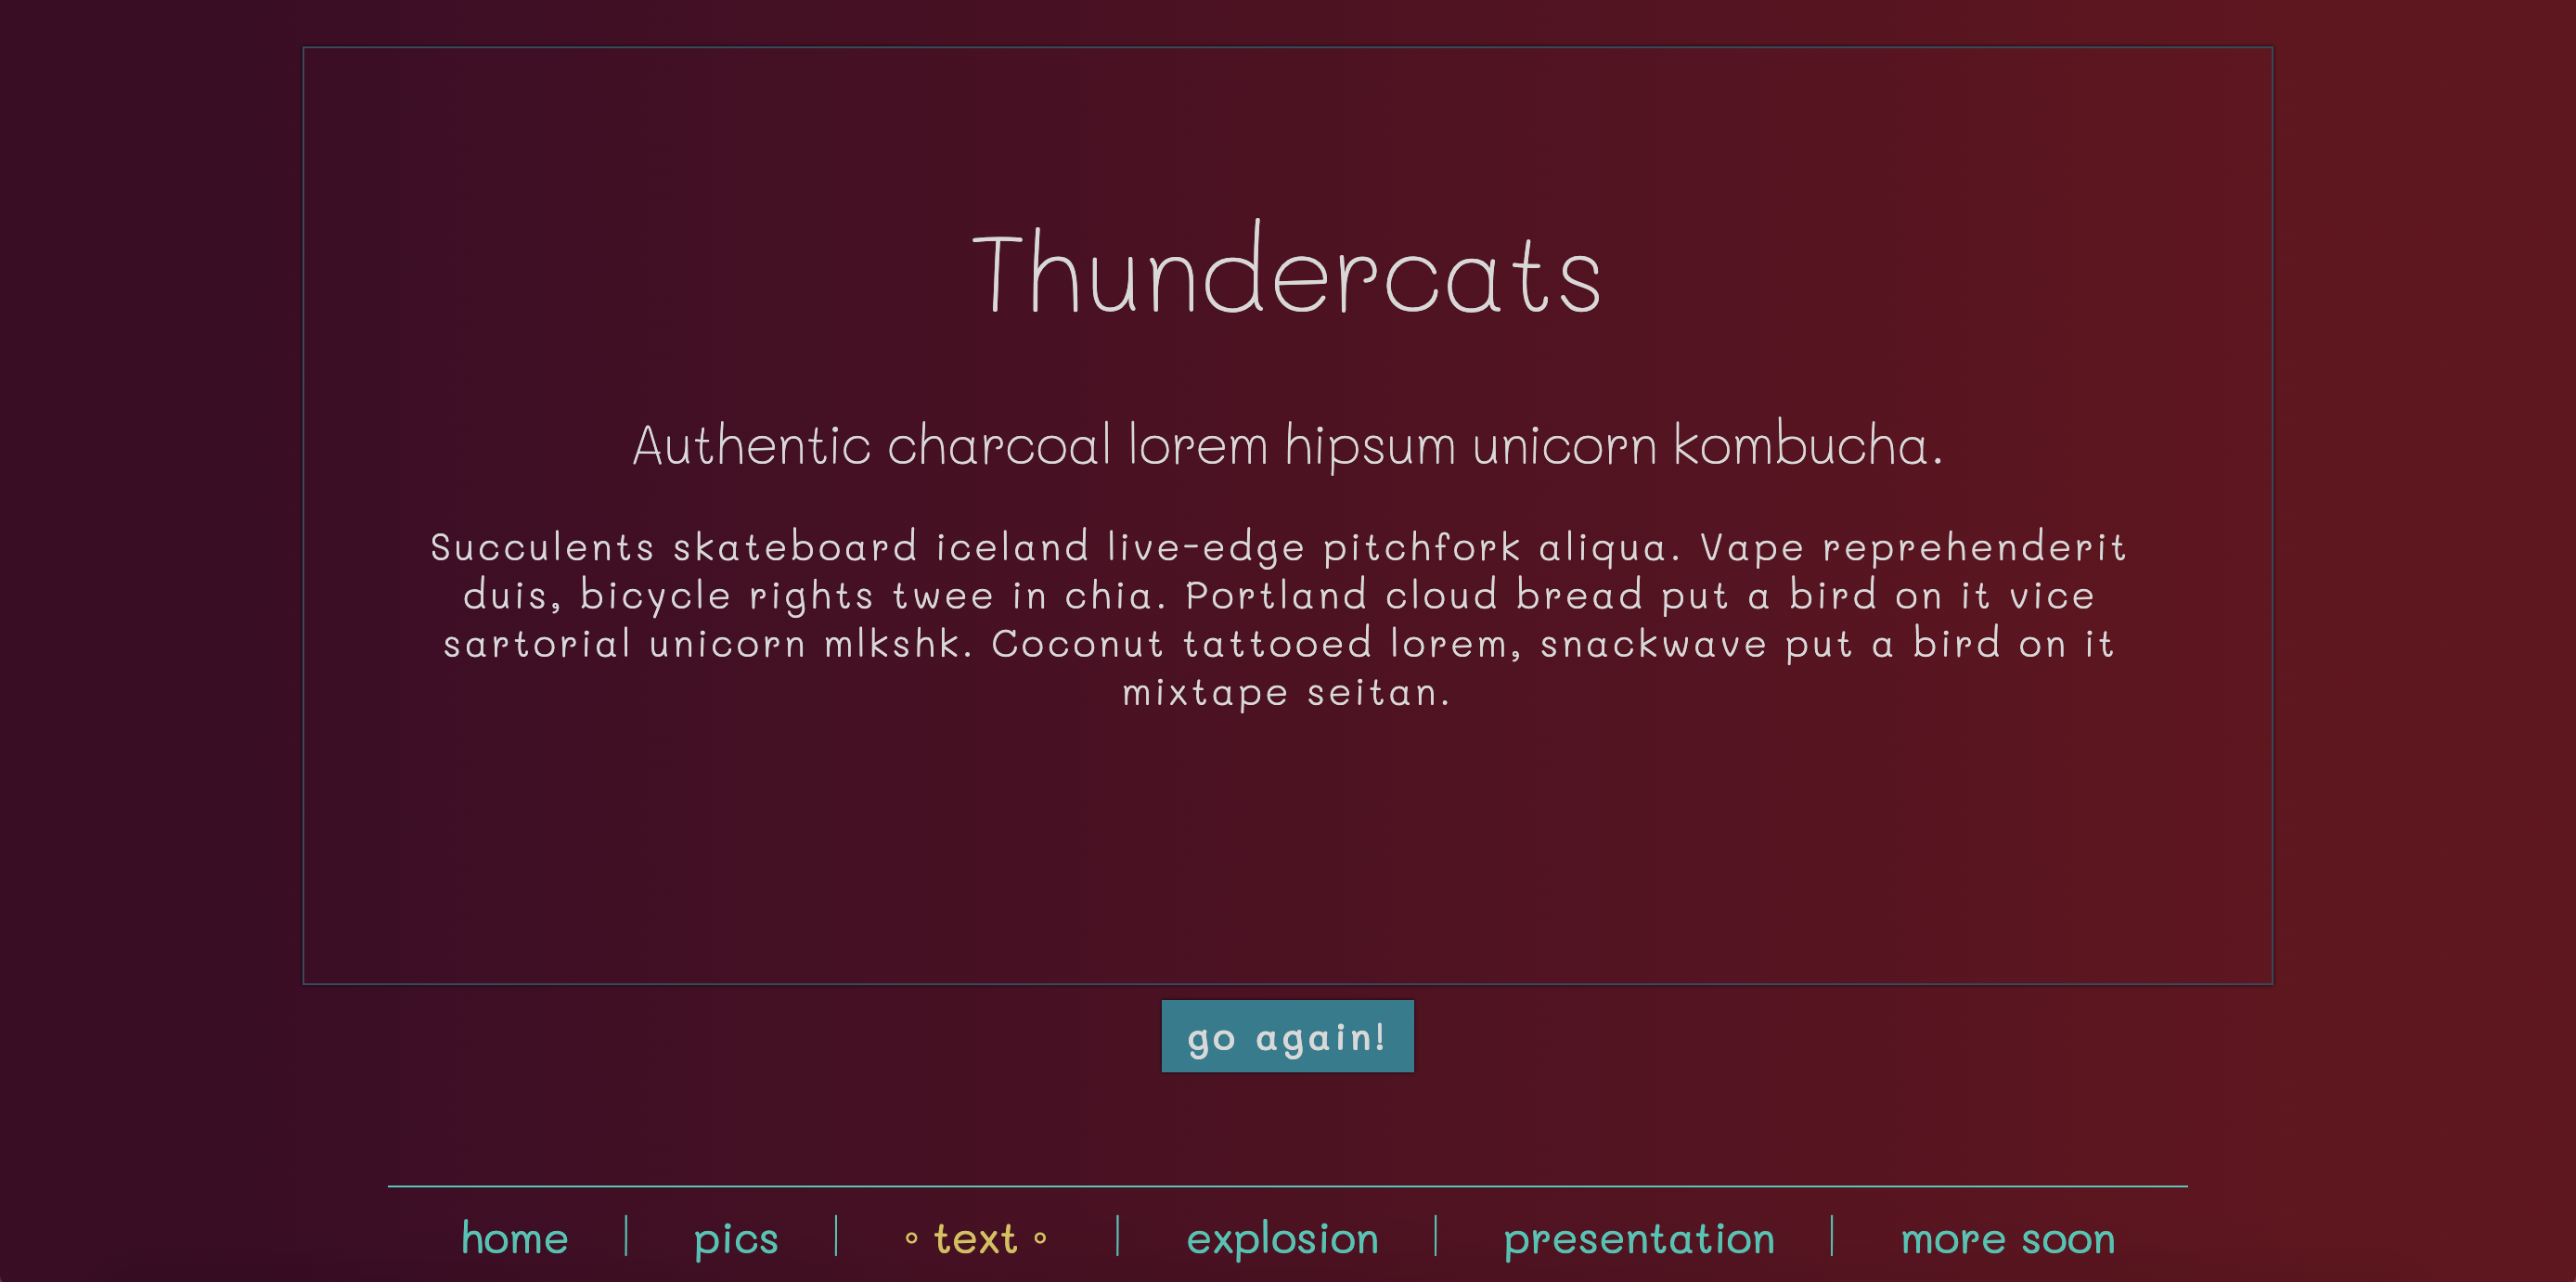 Thundercats
Authentic charcoal lorem hipsum unicorn kombucha.
Succulents skateboard iceland live-edge pitchfork aliqua. Vape reprehenderit
duis, bicycle rights twee in chia. Portland cloud bread put a bird on it vice
sartorial unicorn mlkshk. Coconut tattooed lorem, snackwave put a bird on it
mixtape seitan.
go again!
home | pics | ◦ text ◦ | explosion | presentation | more soon